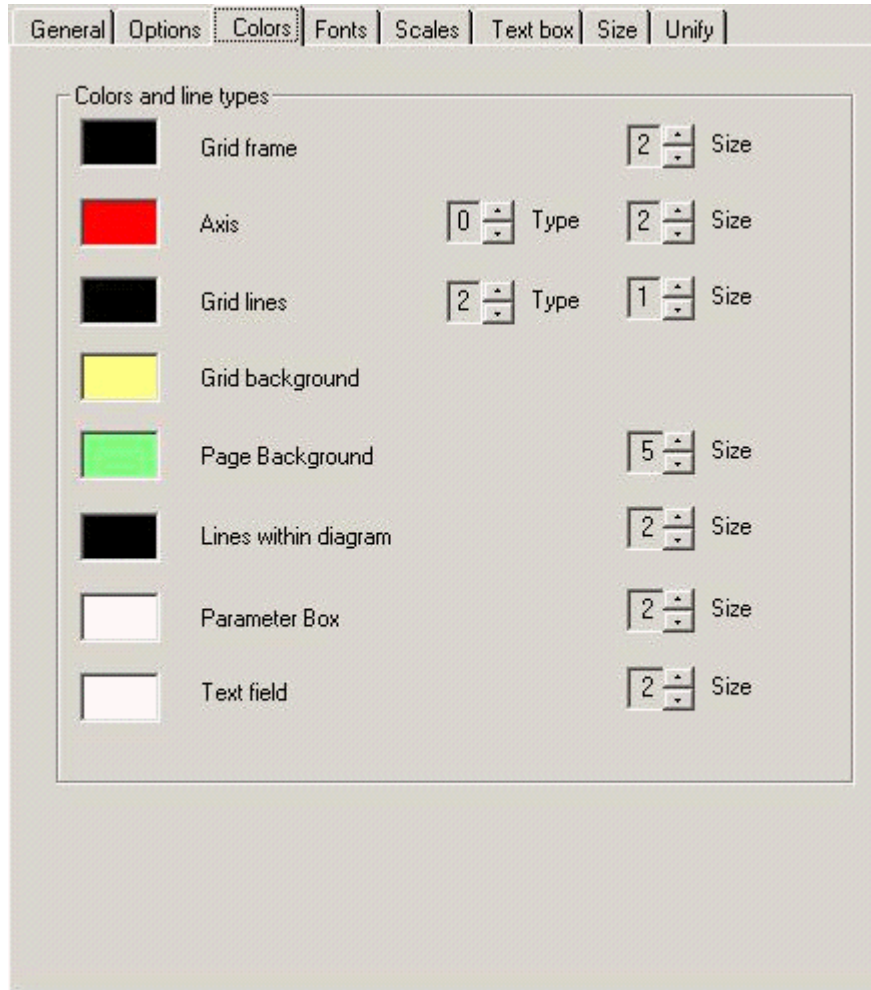 General Options Colors Fonts Scales Text box Size Unify
Colors and line types
Grid frame 2 Size
Axis 0 Type 2 Size
Grid lines 2 Type 1 Size
Grid background
Page Background 5 Size
Lines within diagram 2 Size
Parameter Box 2 Size
Text field 2 Size